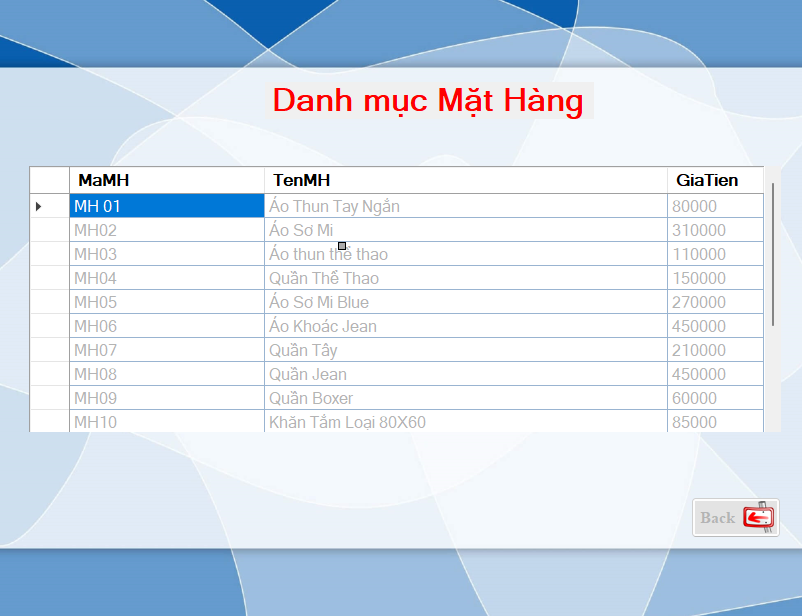 Danh mục Mặt Hàng
MaMH TenMH GiaTien
MH 01 Áo Thun Tay Ngắn 80000
MH02 Áo Sơ Mi 310000
MH03 Áo thun thể thao 110000
MH04 Quần Thể Thao 150000
MH05 Áo Sơ Mi Blue 270000
MH06 Áo Khoác Jean 450000
MH07 Quần Tây 210000
MH08 Quần Jean 450000
MH09 Quần Boxer 60000
MH10 Khăn Tắm Loại 80X60 85000
Back